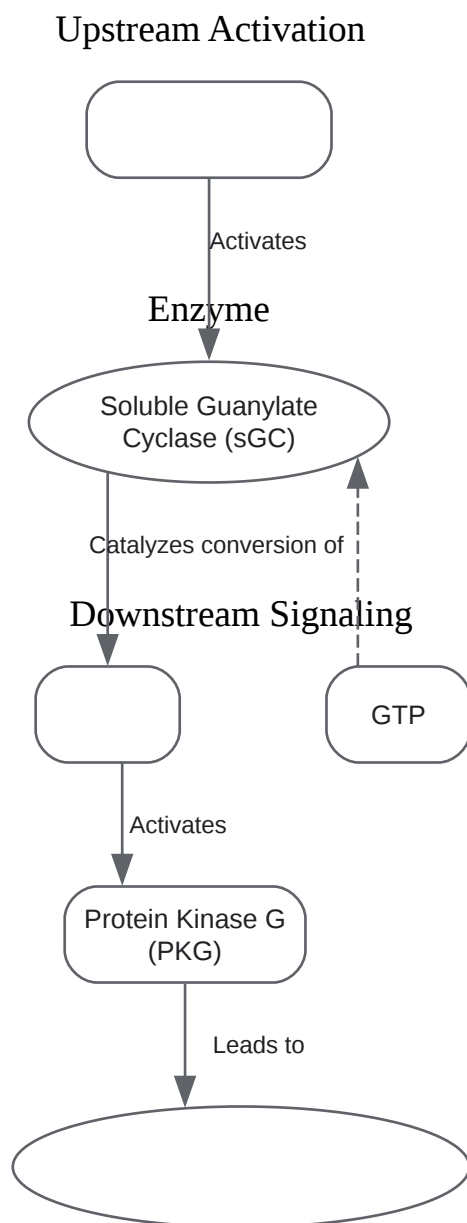 Upstream Activation
Activates
Enzyme
Soluble Guanylate
Cyclase (sGC)
Catalyzes conversion of
Downstream Signaling
GTP
Activates
Protein Kinase G
(PKG)
Leads to